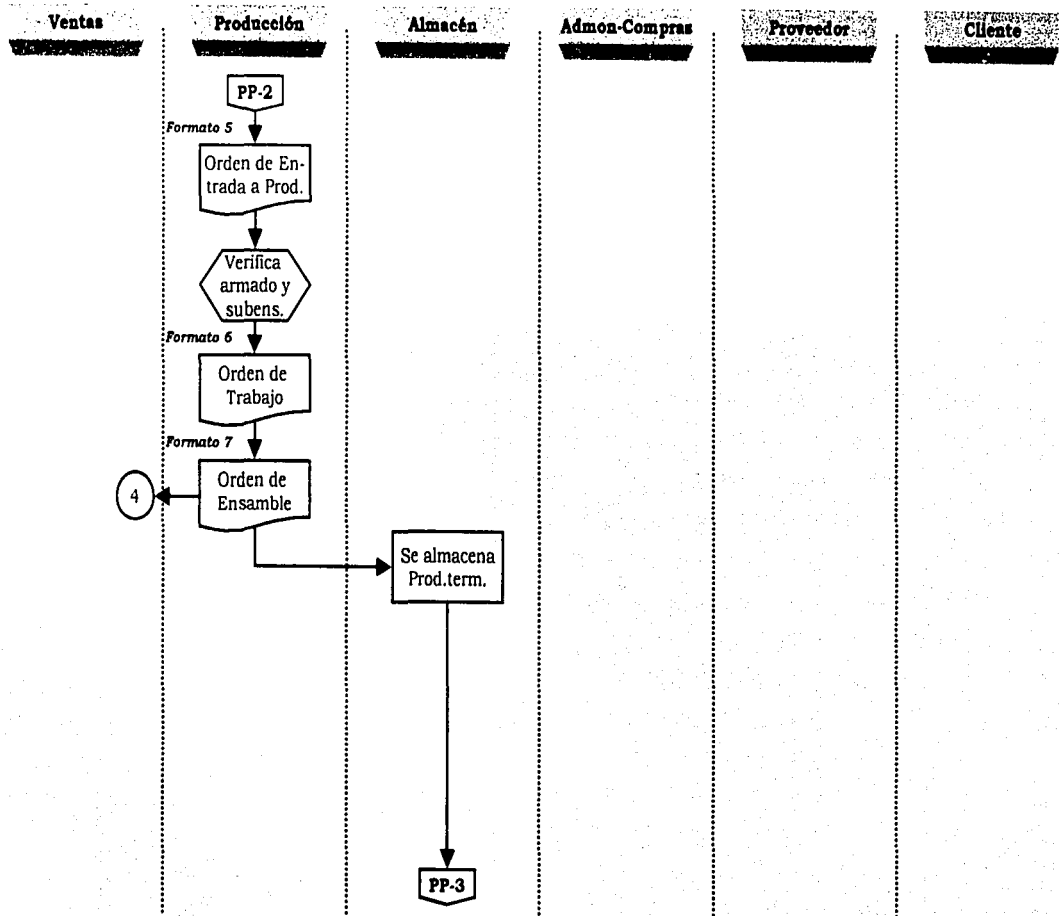 Ventas
Producción
Almacén
Admon-Compras
Proveedor
Cliente
PP-2
Formato 5
Orden de En-
trada a Prod.
Verifica
armado y
subens.
Formato 6
Orden de
Trabajo
Formato 7
Orden de
Ensamble
4
Se almacena
Prod.term.
PP-3